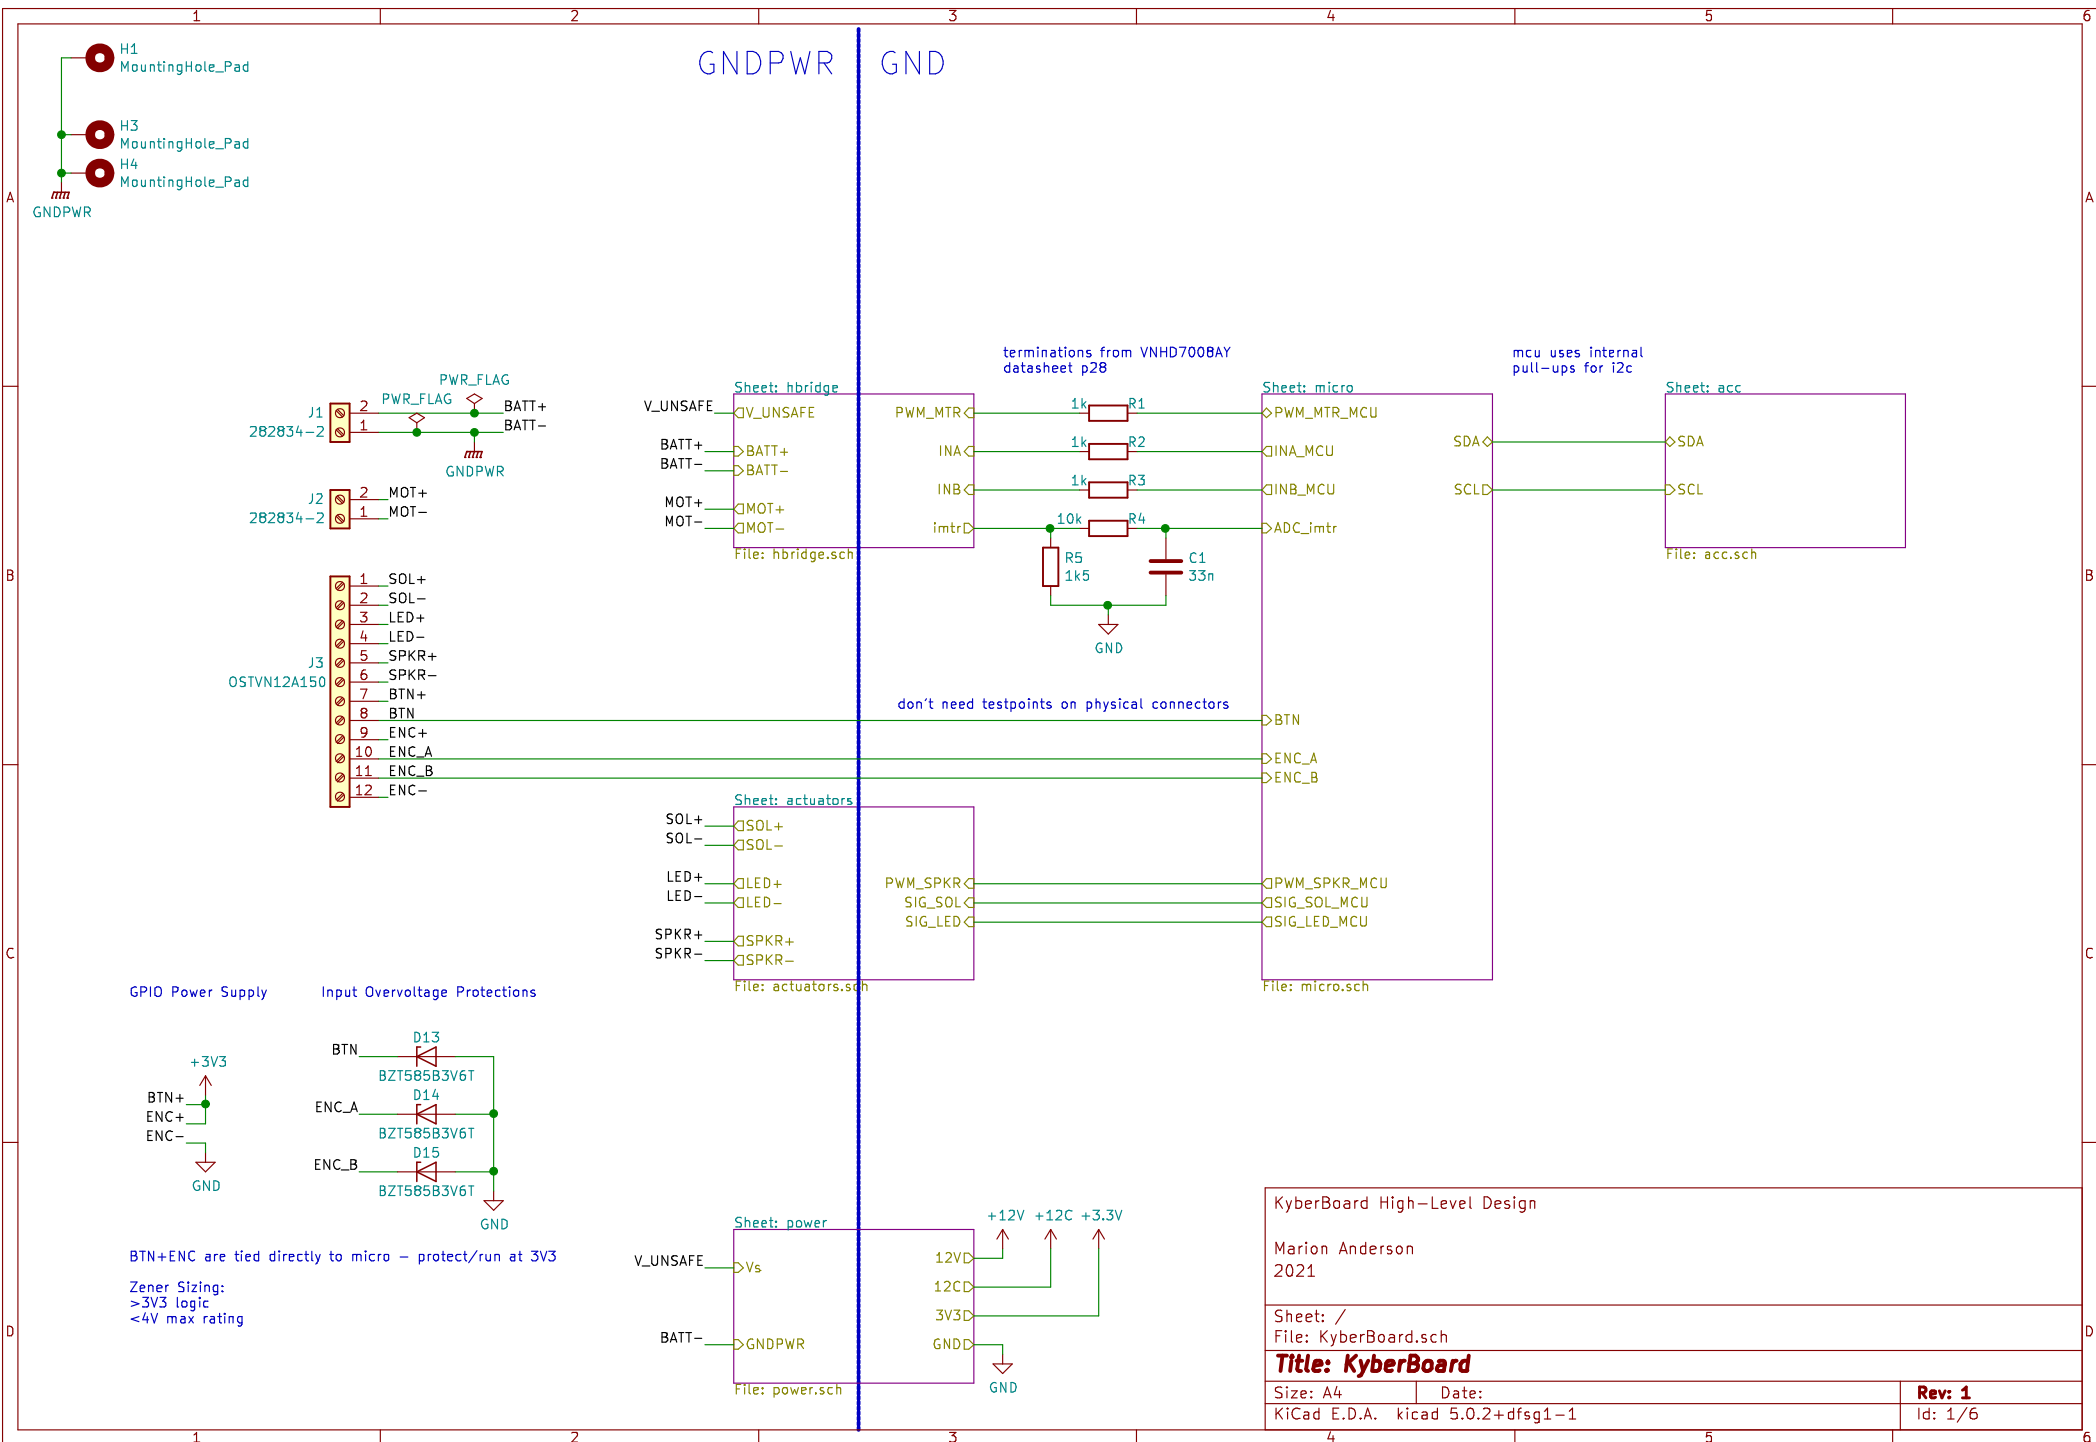 1 2 3 4 5 6
H1
MountingHole_Pad
H3
MountingHole_Pad
H4
MountingHole_Pad
GNDPWR
GNDPWR GND
A A
terminations from VNHD7008AY
datasheet p28
mcu uses internal
pull-ups for i2c
PWR_FLAG
PWR_FLAG
J1
282834-2
2
1
BATT+
BATT-
GNDPWR
J2
282834-2
2
1
MOT+
MOT-
J3
OSTVN12A150
1 SOL+
2 SOL-
3 LED+
4 LED-
5 SPKR+
6 SPKR-
7 BTN+
8 BTN
9 ENC+
10 ENC_A
11 ENC_B
12 ENC-
Sheet: hbridge
V_UNSAFE V_UNSAFE
BATT+ BATT+
BATT- BATT-
MOT+ MOT+
MOT- MOT-
PWM_MTR
INA
INB
imtr
File: hbridge.sch
1k R1
1k R2
1k R3
10k R4
R5
1k5
C1
33n
GND
Sheet: micro
PWM_MTR_MCU
INA_MCU
INB_MCU
ADC_imtr
SDA
SCL
BTN
ENC_A
ENC_B
PWM_SPKR_MCU
SIG_SOL_MCU
SIG_LED_MCU
File: micro.sch
Sheet: acc
SDA
SCL
File: acc.sch
B B
don't need testpoints on physical connectors
Sheet: actuators
SOL+ SOL+
SOL- SOL-
LED+ LED+
LED- LED-
SPKR+ SPKR+
SPKR- SPKR-
PWM_SPKR
SIG_SOL
SIG_LED
File: actuators.sch
C C
GPIO Power Supply
+3V3
BTN+
ENC+
ENC-
GND
Input Overvoltage Protections
BTN
D13
BZT585B3V6T
ENC_A
D14
BZT585B3V6T
ENC_B
D15
BZT585B3V6T
GND
BTN+ENC are tied directly to micro - protect/run at 3V3
Zener Sizing:
>3V3 logic
<4V max rating
Sheet: power
V_UNSAFE Vs
BATT- GNDPWR
12V
12C
3V3
GND
+12V +12C +3.3V
GND
File: power.sch
D D
KyberBoard High-Level Design
Marion Anderson
2021
Sheet: /
File: KyberBoard.sch
Title: KyberBoard
Size: A4 Date: Rev: 1
KiCad E.D.A. kicad 5.0.2+dfsg1-1 Id: 1/6
1 2 3 4 5 6